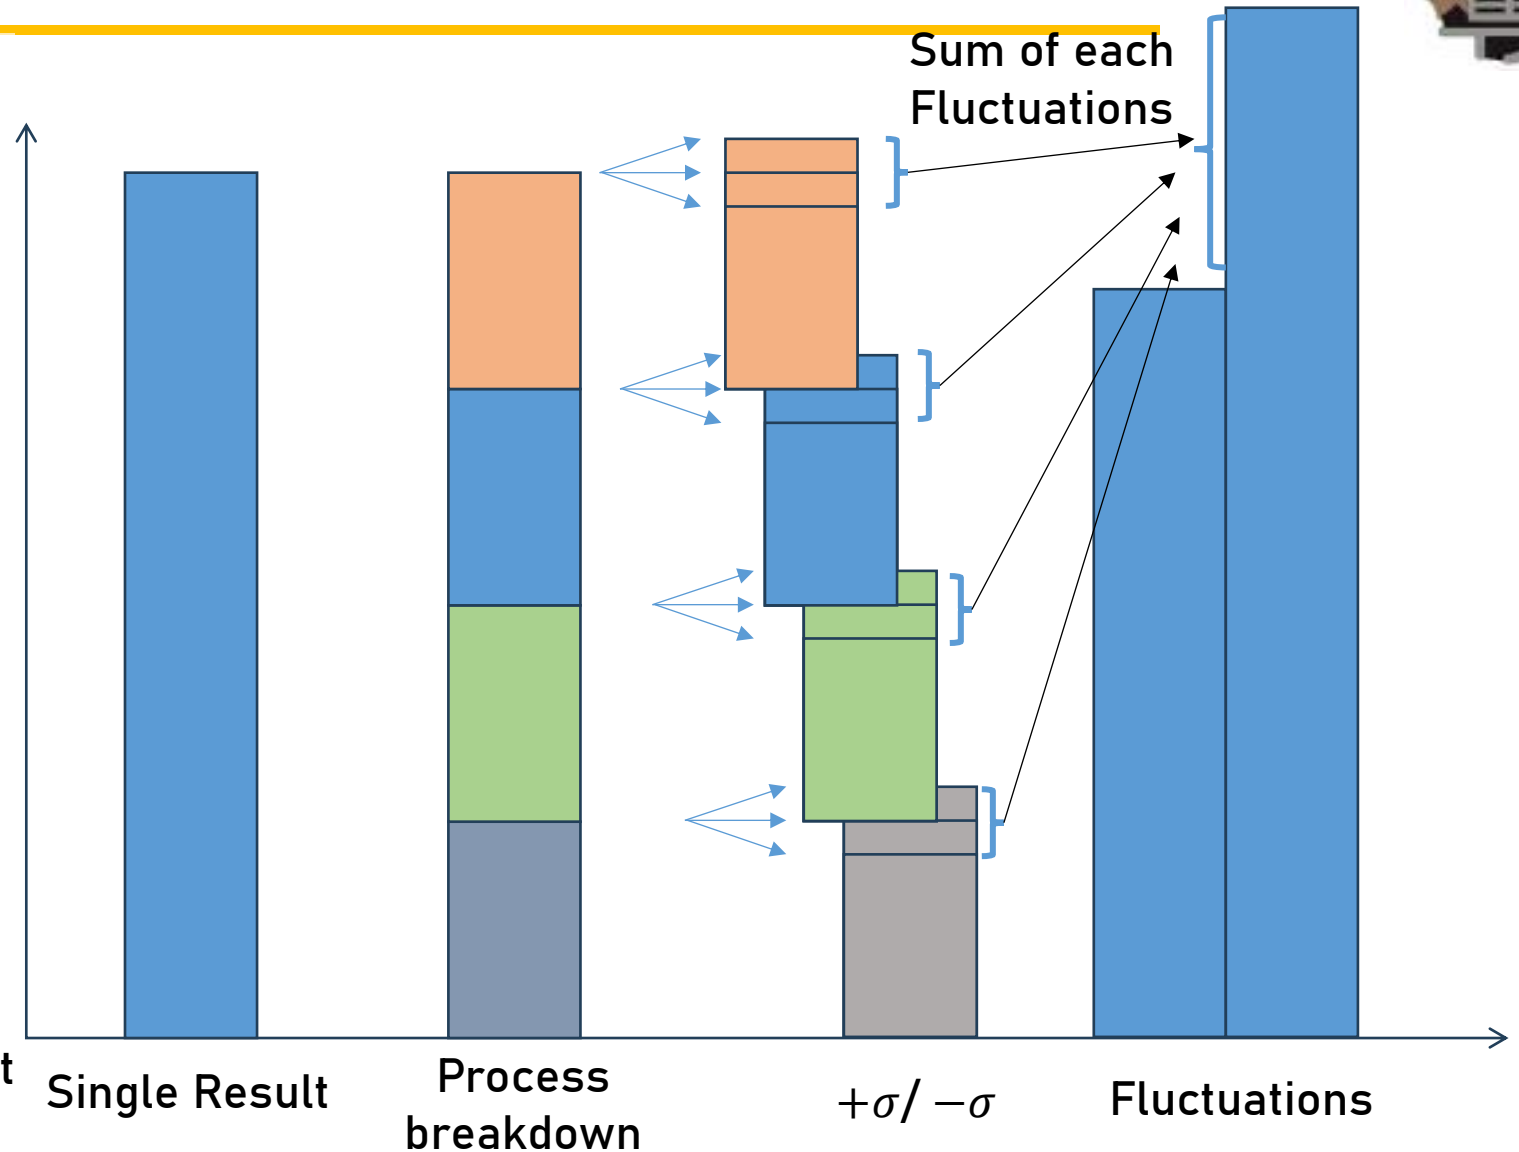 Sum of each
Fluctuations
t
Single Result
Process
breakdown
+σ/ −σ
Fluctuations